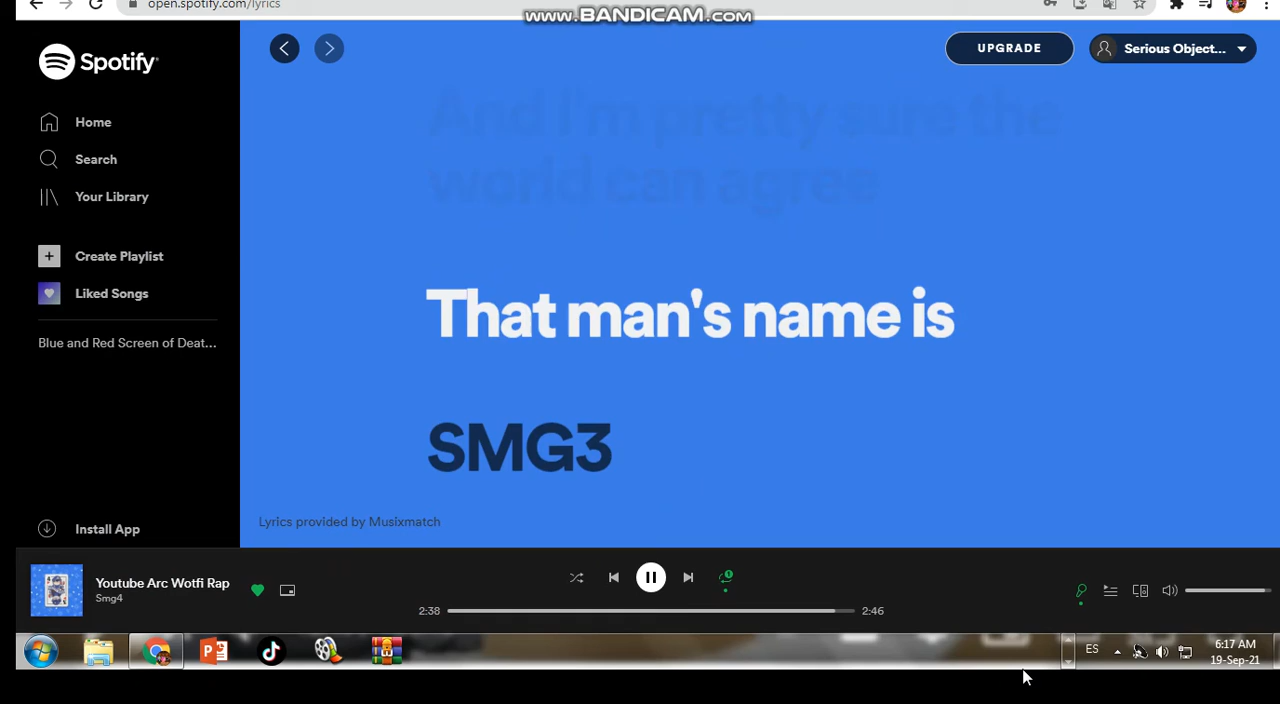 open.spotify.com/lyrics
www.BANDICAM.com
Spotify
UPGRADE
Serious Object...
Home
Search
Your Library
Create Playlist
Liked Songs
Blue and Red Screen of Deat...
Install App
And I'm pretty sure the
world can agree
That man's name is
SMG3
Lyrics provided by Musixmatch
Youtube Arc Wotfi Rap
Smg4
1
2:38
2:46
ES
6:17 AM
19-Sep-21